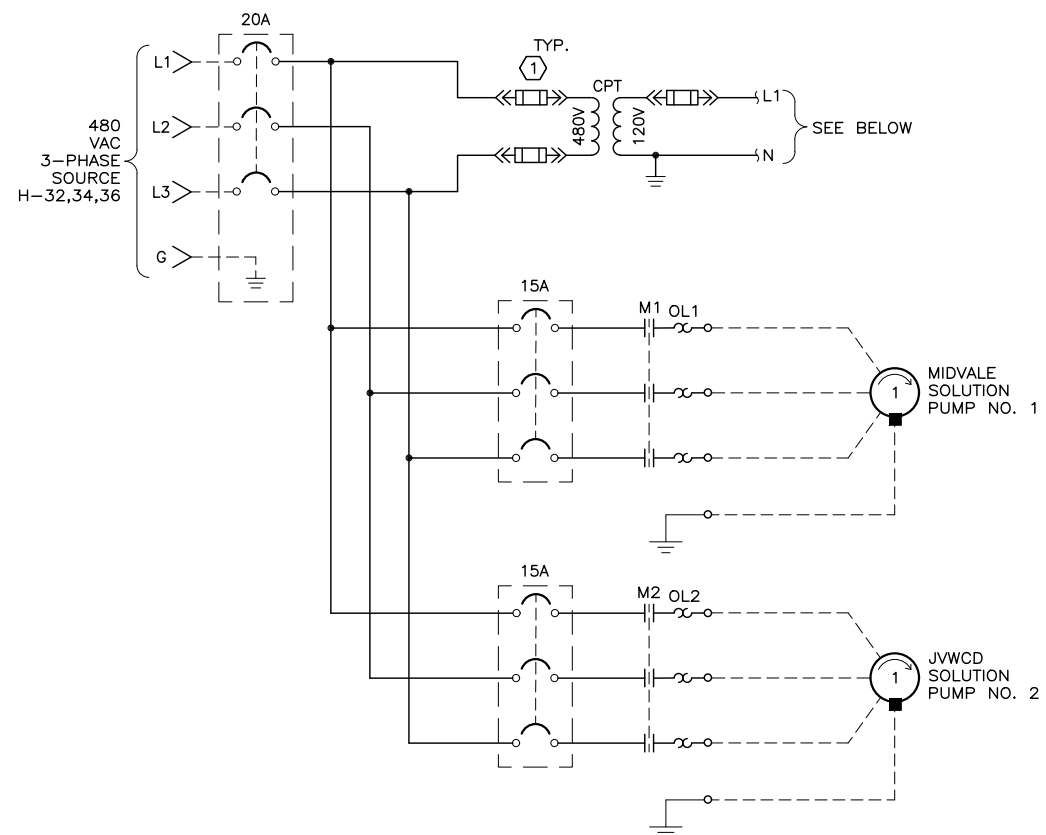 20A
L1
L2
L3
G
480
VAC
3-PHASE
SOURCE
H-32,34,36
TYP.
1
CPT
480V
120V
L1
N
SEE BELOW
15A
M1 OL1
1
MIDVALE
SOLUTION
PUMP NO. 1
15A
M2 OL2
1
JVWCD
SOLUTION
PUMP NO. 2